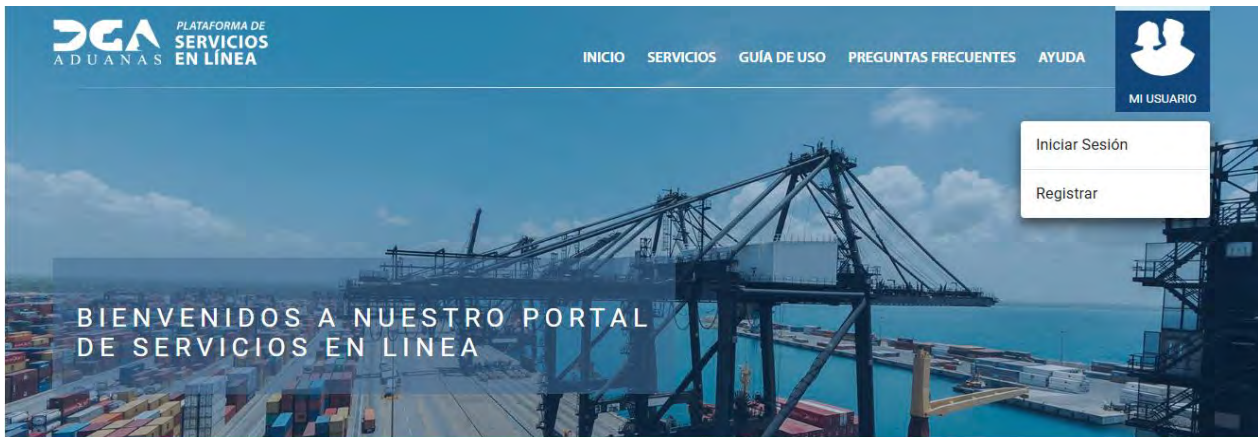 DGA
ADUANAS
PLATAFORMA DE
SERVICIOS
EN LÍNEA
INICIO SERVICIOS GUÍA DE USO PREGUNTAS FRECUENTES AYUDA
MI USUARIO
Iniciar Sesión
Registrar
BIENVENIDOS A NUESTRO PORTAL
DE SERVICIOS EN LINEA